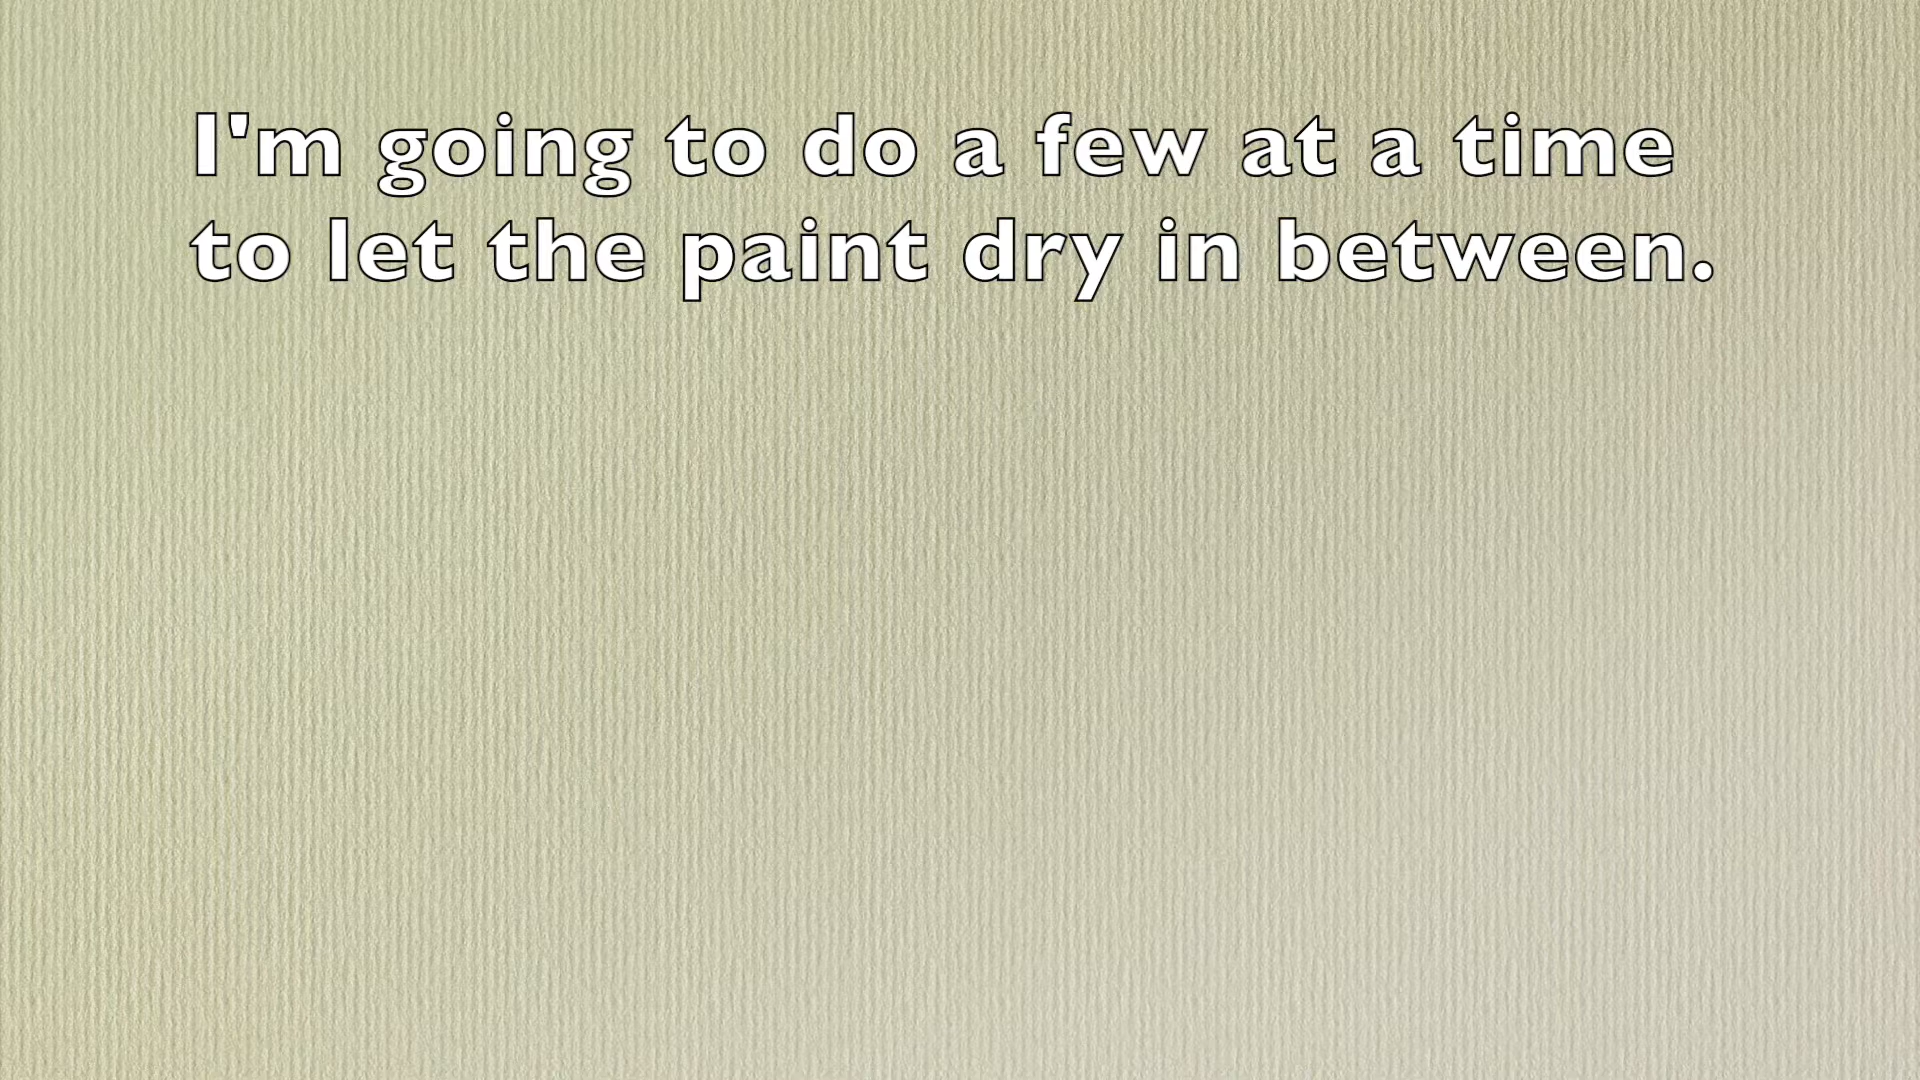 I'm going to do a few at a time
to let the paint dry in between.